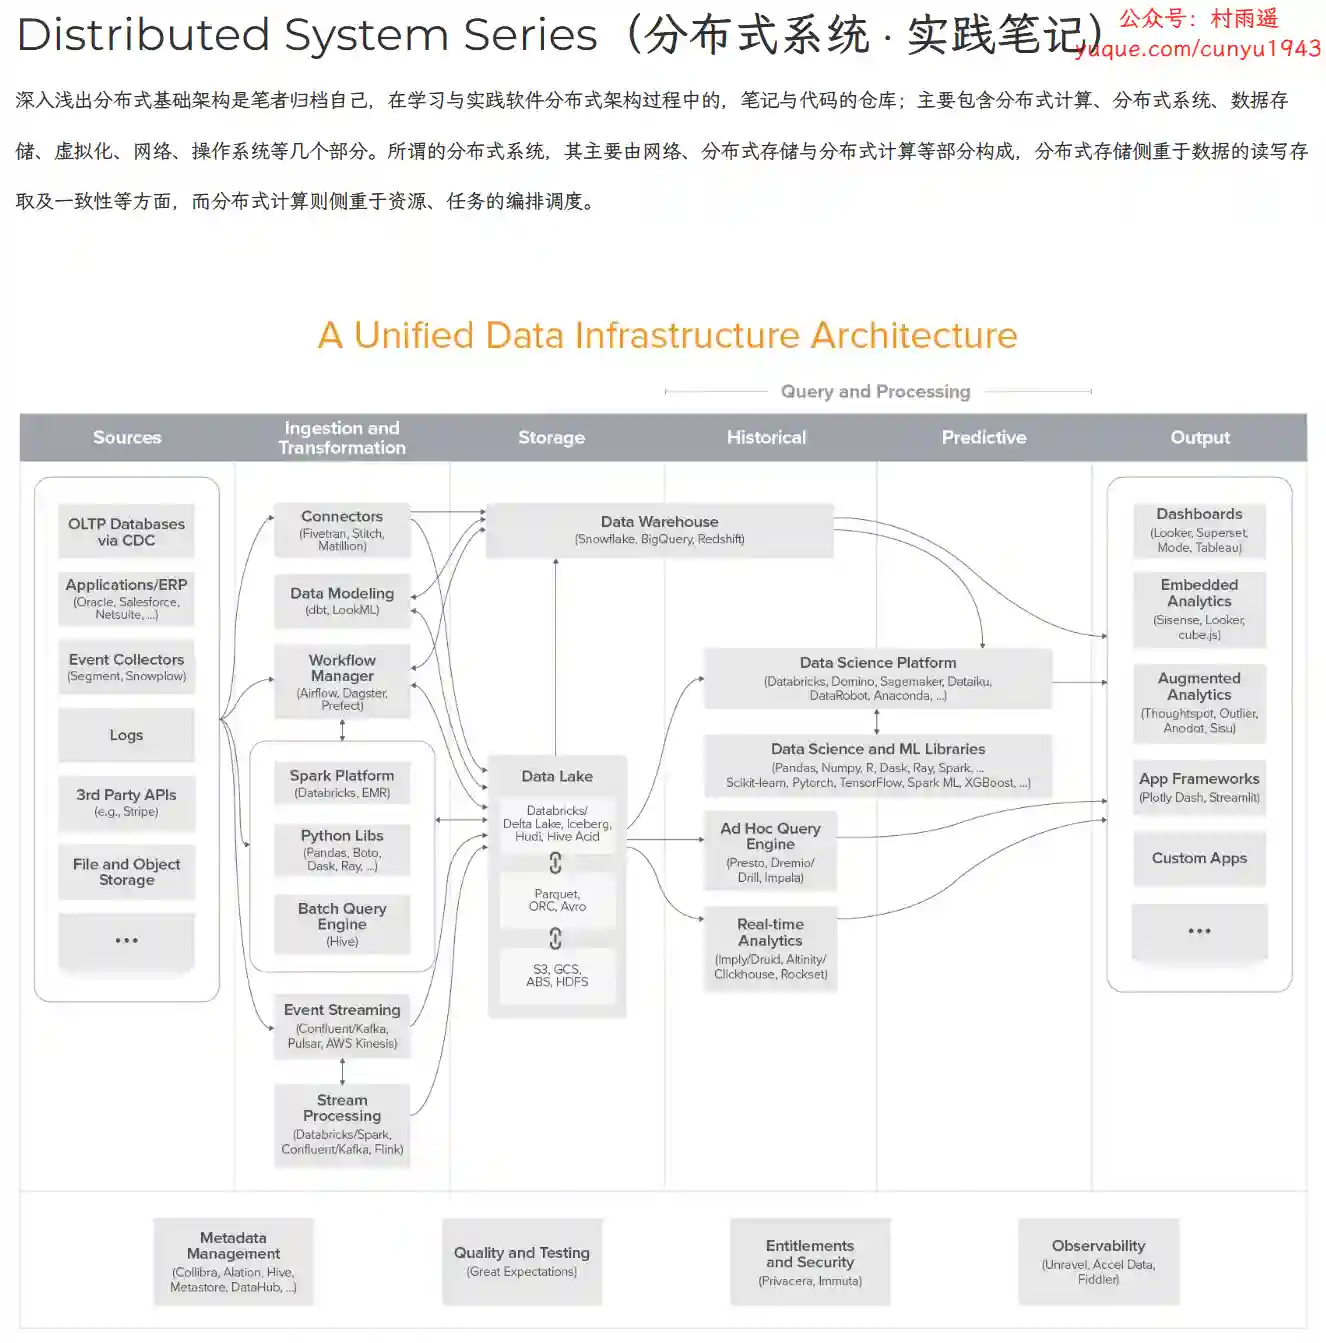 Distributed System Series（分布式系统 · 实践笔记）
公众号：村雨遥
yuque.com/cunyu1943
深入浅出分布式基础架构是笔者归档自己，在学习与实践软件分布式架构过程中的，笔记与代码的仓库；主要包含分布式计算、分布式系统、数据存
储、虚拟化、网络、操作系统等几个部分。所谓的分布式系统，其主要由网络、分布式存储与分布式计算等部分构成，分布式存储侧重于数据的读写存
取及一致性等方面，而分布式计算则侧重于资源、任务的编排调度。
A Unified Data Infrastructure Architecture
Query and Processing
Sources
Ingestion and
Transformation
Storage
Historical
Predictive
Output
OLTP Databases
via CDC
Applications/ERP
(Oracle, Salesforce,
Netsuite, ...)
Event Collectors
(Segment, Snowplow)
Logs
3rd Party APIs
(e.g., Stripe)
File and Object
Storage
...
Connectors
(Fivetran, Stitch,
Matillion)
Data Modeling
(dbt, LookML)
Workflow
Manager
(Airflow, Dagster,
Prefect)
Spark Platform
(Databricks, EMR)
Python Libs
(Pandas, Boto,
Dask, Ray, ...)
Batch Query
Engine
(Hive)
Event Streaming
(Confluent/Kafka,
Pulsar, AWS Kinesis)
Stream
Processing
(Databricks/Spark,
Confluent/Kafka, Flink)
Data Warehouse
(Snowflake, BigQuery, Redshift)
Data Lake
Databricks/
Delta Lake, Iceberg,
Hudi, Hive Acid
Parquet,
ORC, Avro
S3, GCS,
ABS, HDFS
Data Science Platform
(Databricks, Domino, Sagemaker, Dataiku,
DataRobot, Anaconda, ...)
Data Science and ML Libraries
(Pandas, Numpy, R, Dask, Ray, Spark, ...
Scikit-learn, Pytorch, TensorFlow, Spark ML, XGBoost, ...)
Ad Hoc Query
Engine
(Presto, Dremio/
Drill, Impala)
Real-time
Analytics
(Imply/Druid, Altinity/
Clickhouse, Rockset)
Dashboards
(Looker, Superset,
Mode, Tableau)
Embedded
Analytics
(Sisense, Looker,
cube.js)
Augmented
Analytics
(Thoughtspot, Outlier,
Anodot, Sisu)
App Frameworks
(Plotly Dash, Streamlit)
Custom Apps
...
Metadata
Management
(Collibra, Alation, Hive,
Metastore, DataHub, ...)
Quality and Testing
(Great Expectations)
Entitlements
and Security
(Privacera, Immuta)
Observability
(Unravel, Accel Data,
Fiddler)